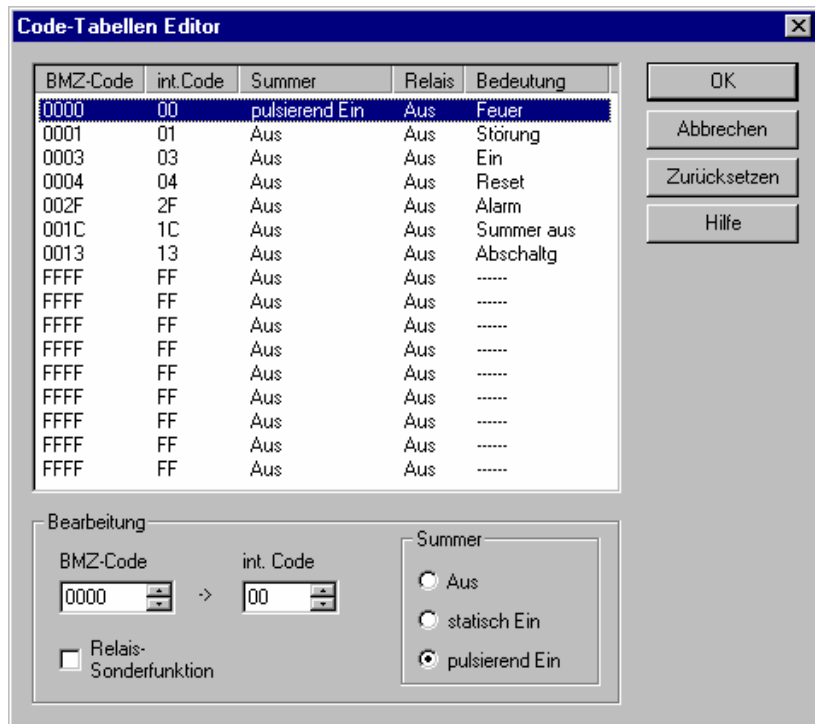 Code-Tabellen Editor
BMZ-Code int.Code Summer Relais Bedeutung
0000 00 pulsierend Ein Aus Feuer
0001 01 Aus Aus Störung
0003 03 Aus Aus Ein
0004 04 Aus Aus Reset
002F 2F Aus Aus Alarm
001C 1C Aus Aus Summer aus
0013 13 Aus Aus Abschaltg
FFFF FF Aus Aus ------
FFFF FF Aus Aus ------
FFFF FF Aus Aus ------
FFFF FF Aus Aus ------
FFFF FF Aus Aus ------
FFFF FF Aus Aus ------
FFFF FF Aus Aus ------
FFFF FF Aus Aus ------
FFFF FF Aus Aus ------
OK
Abbrechen
Zurücksetzen
Hilfe
Bearbeitung
BMZ-Code int. Code
0000 -> 00
Relais-
Sonderfunktion
Summer
Aus
statisch Ein
pulsierend Ein